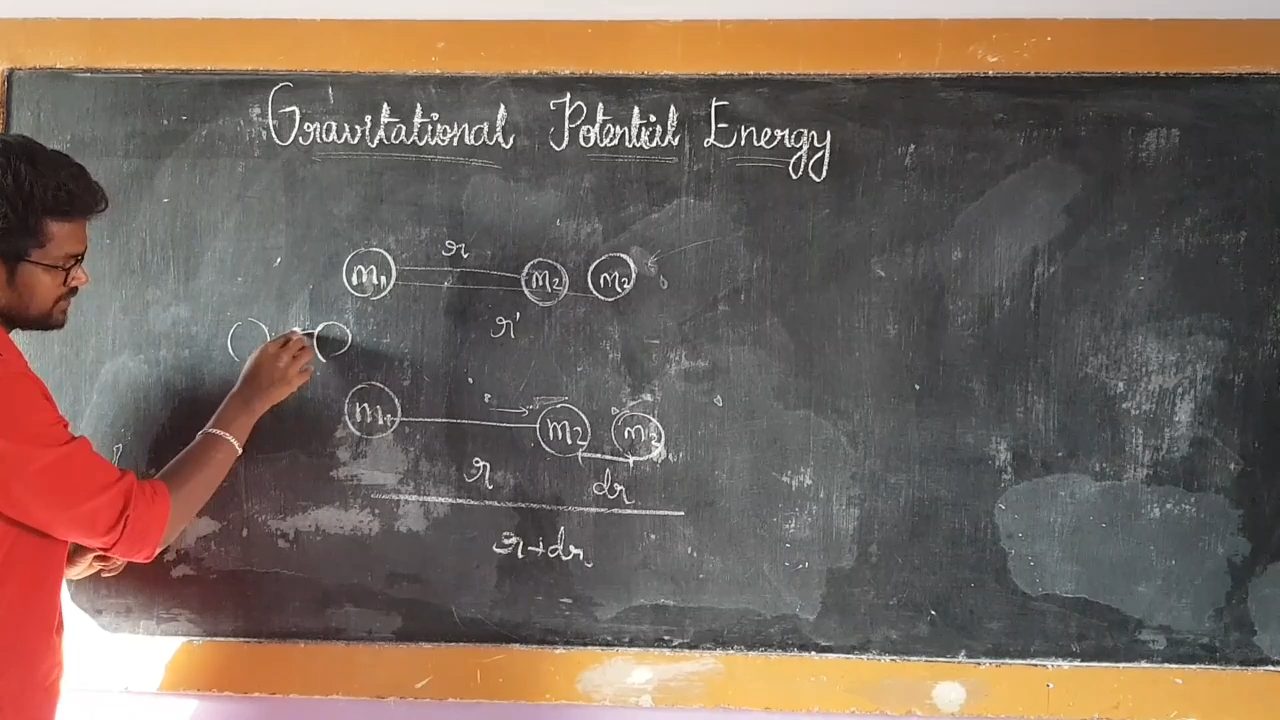 Gravitational Potential Energy
r
m₁ m₂ m₂
r'
m₁ m₂ m₂
r dr
r+dr